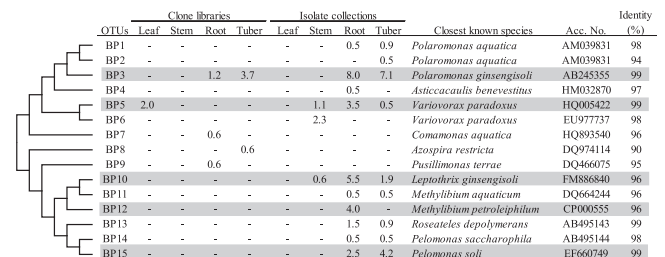 Clone libraries Isolate collections Identity
OTUs Leaf Stem Root Tuber Leaf Stem Root Tuber Closest known species Acc. No. (%)
BP1 - - - - - - 0.5 0.9 Polaromonas aquatica AM039831 98
BP2 - - - - - - - 0.5 Polaromonas aquatica AM039831 94
BP3 - - 1.2 3.7 - - 8.0 7.1 Polaromonas ginsengisoli AB245355 99
BP4 - - - - - - 0.5 - Asticcacaulis benevestitus HM032870 97
BP5 2.0 - - - - 1.1 3.5 0.5 Variovorax paradoxus HQ005422 99
BP6 - - - - - 2.3 - - Variovorax paradoxus EU977737 98
BP7 - - 0.6 - - - - - Comamonas aquatica HQ893540 96
BP8 - - - 0.6 - - - - Azospira restricta DQ974114 90
BP9 - - 0.6 - - - - - Pusillimonas terrae DQ466075 95
BP10 - - - - - 0.6 5.5 1.9 Leptothrix ginsengisoli FM886840 96
BP11 - - - - - - 0.5 0.5 Methylibium aquaticum DQ664244 96
BP12 - - - - - - 4.0 - Methylibium petroleiphilum CP000555 96
BP13 - - - - - - 1.5 0.9 Roseateles depolymerans AB495143 99
BP14 - - - - - - 0.5 0.5 Pelomonas saccharophila AB495144 98
BP15 - - - - - - 2.5 4.2 Pelomonas soli EF660749 99